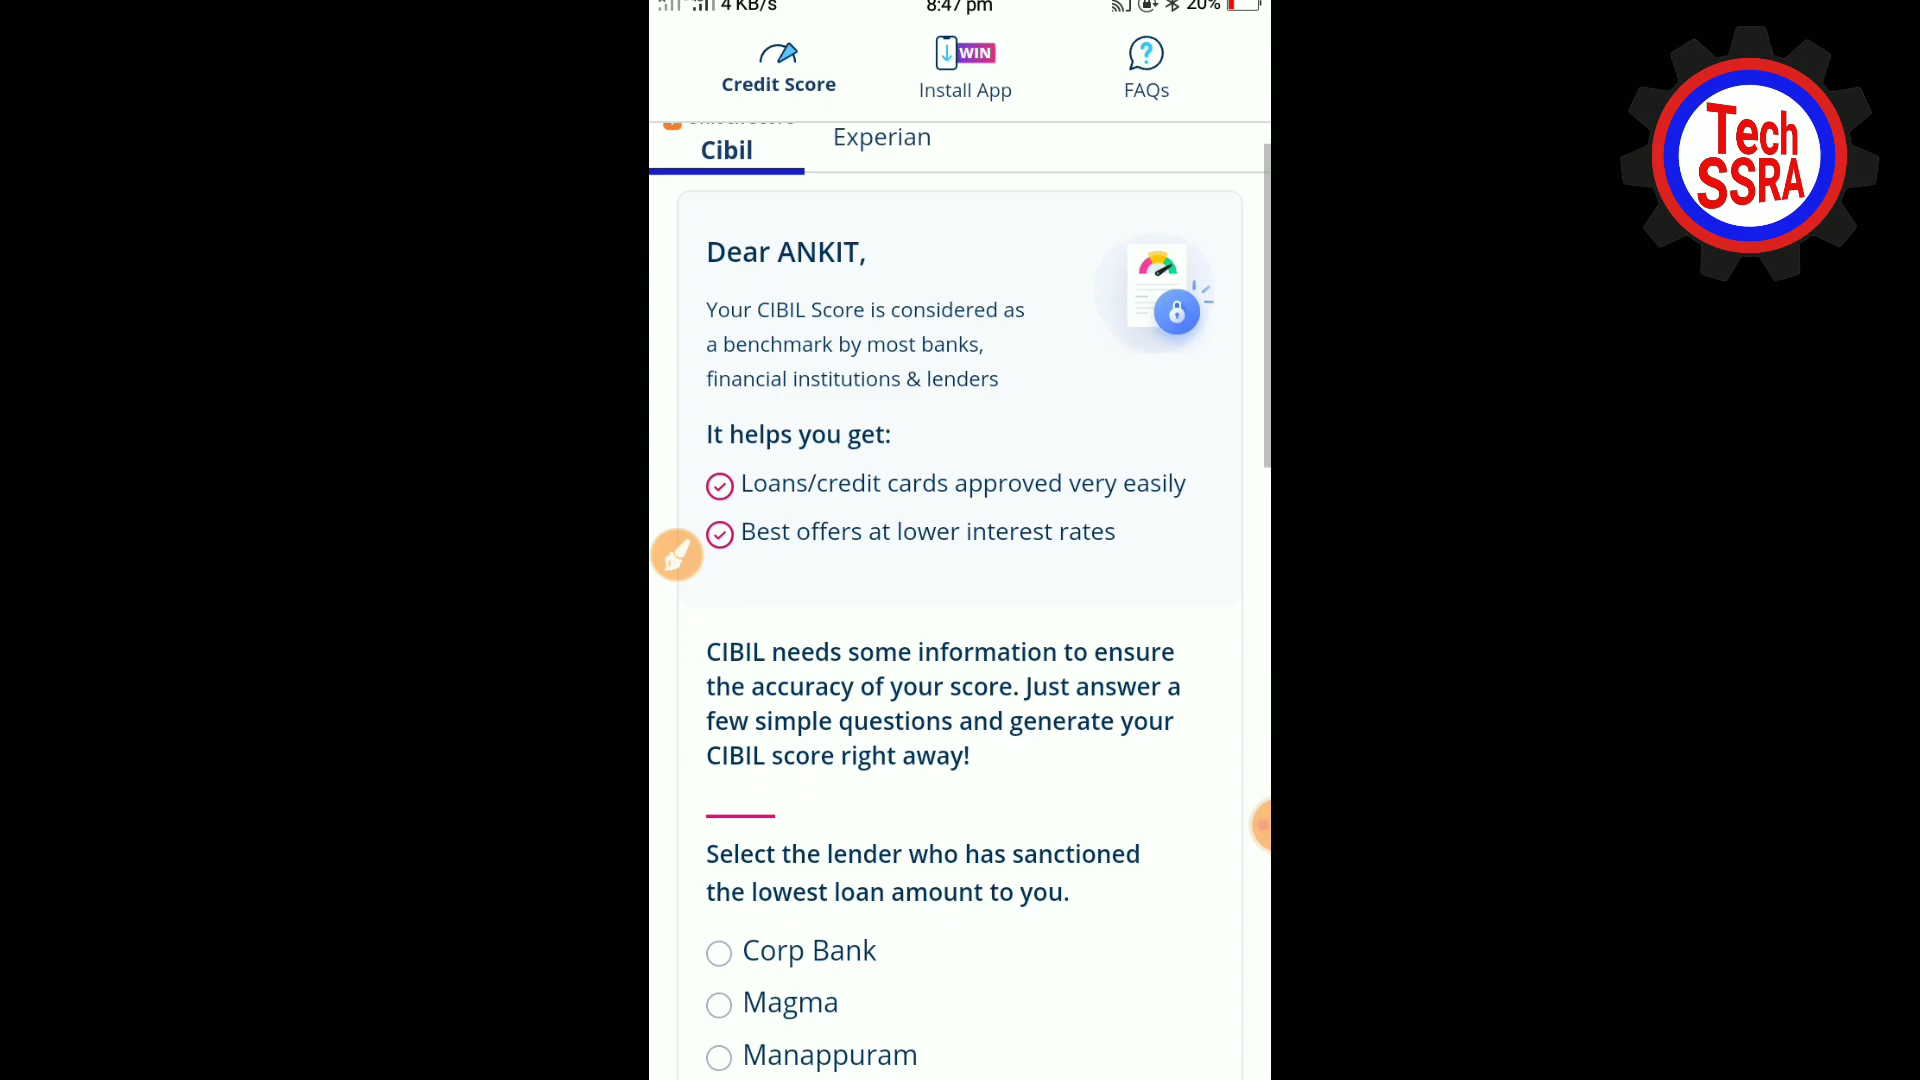 4 KB/s 8:47 pm 20%
WIN
Credit Score Install App FAQs
Cibil Experian
Dear ANKIT,
Your CIBIL Score is considered as
a benchmark by most banks,
financial institutions & lenders
It helps you get:
Loans/credit cards approved very easily
Best offers at lower interest rates
CIBIL needs some information to ensure
the accuracy of your score. Just answer a
few simple questions and generate your
CIBIL score right away!
Select the lender who has sanctioned
the lowest loan amount to you.
Corp Bank
Magma
Manappuram
Tech
SSRA